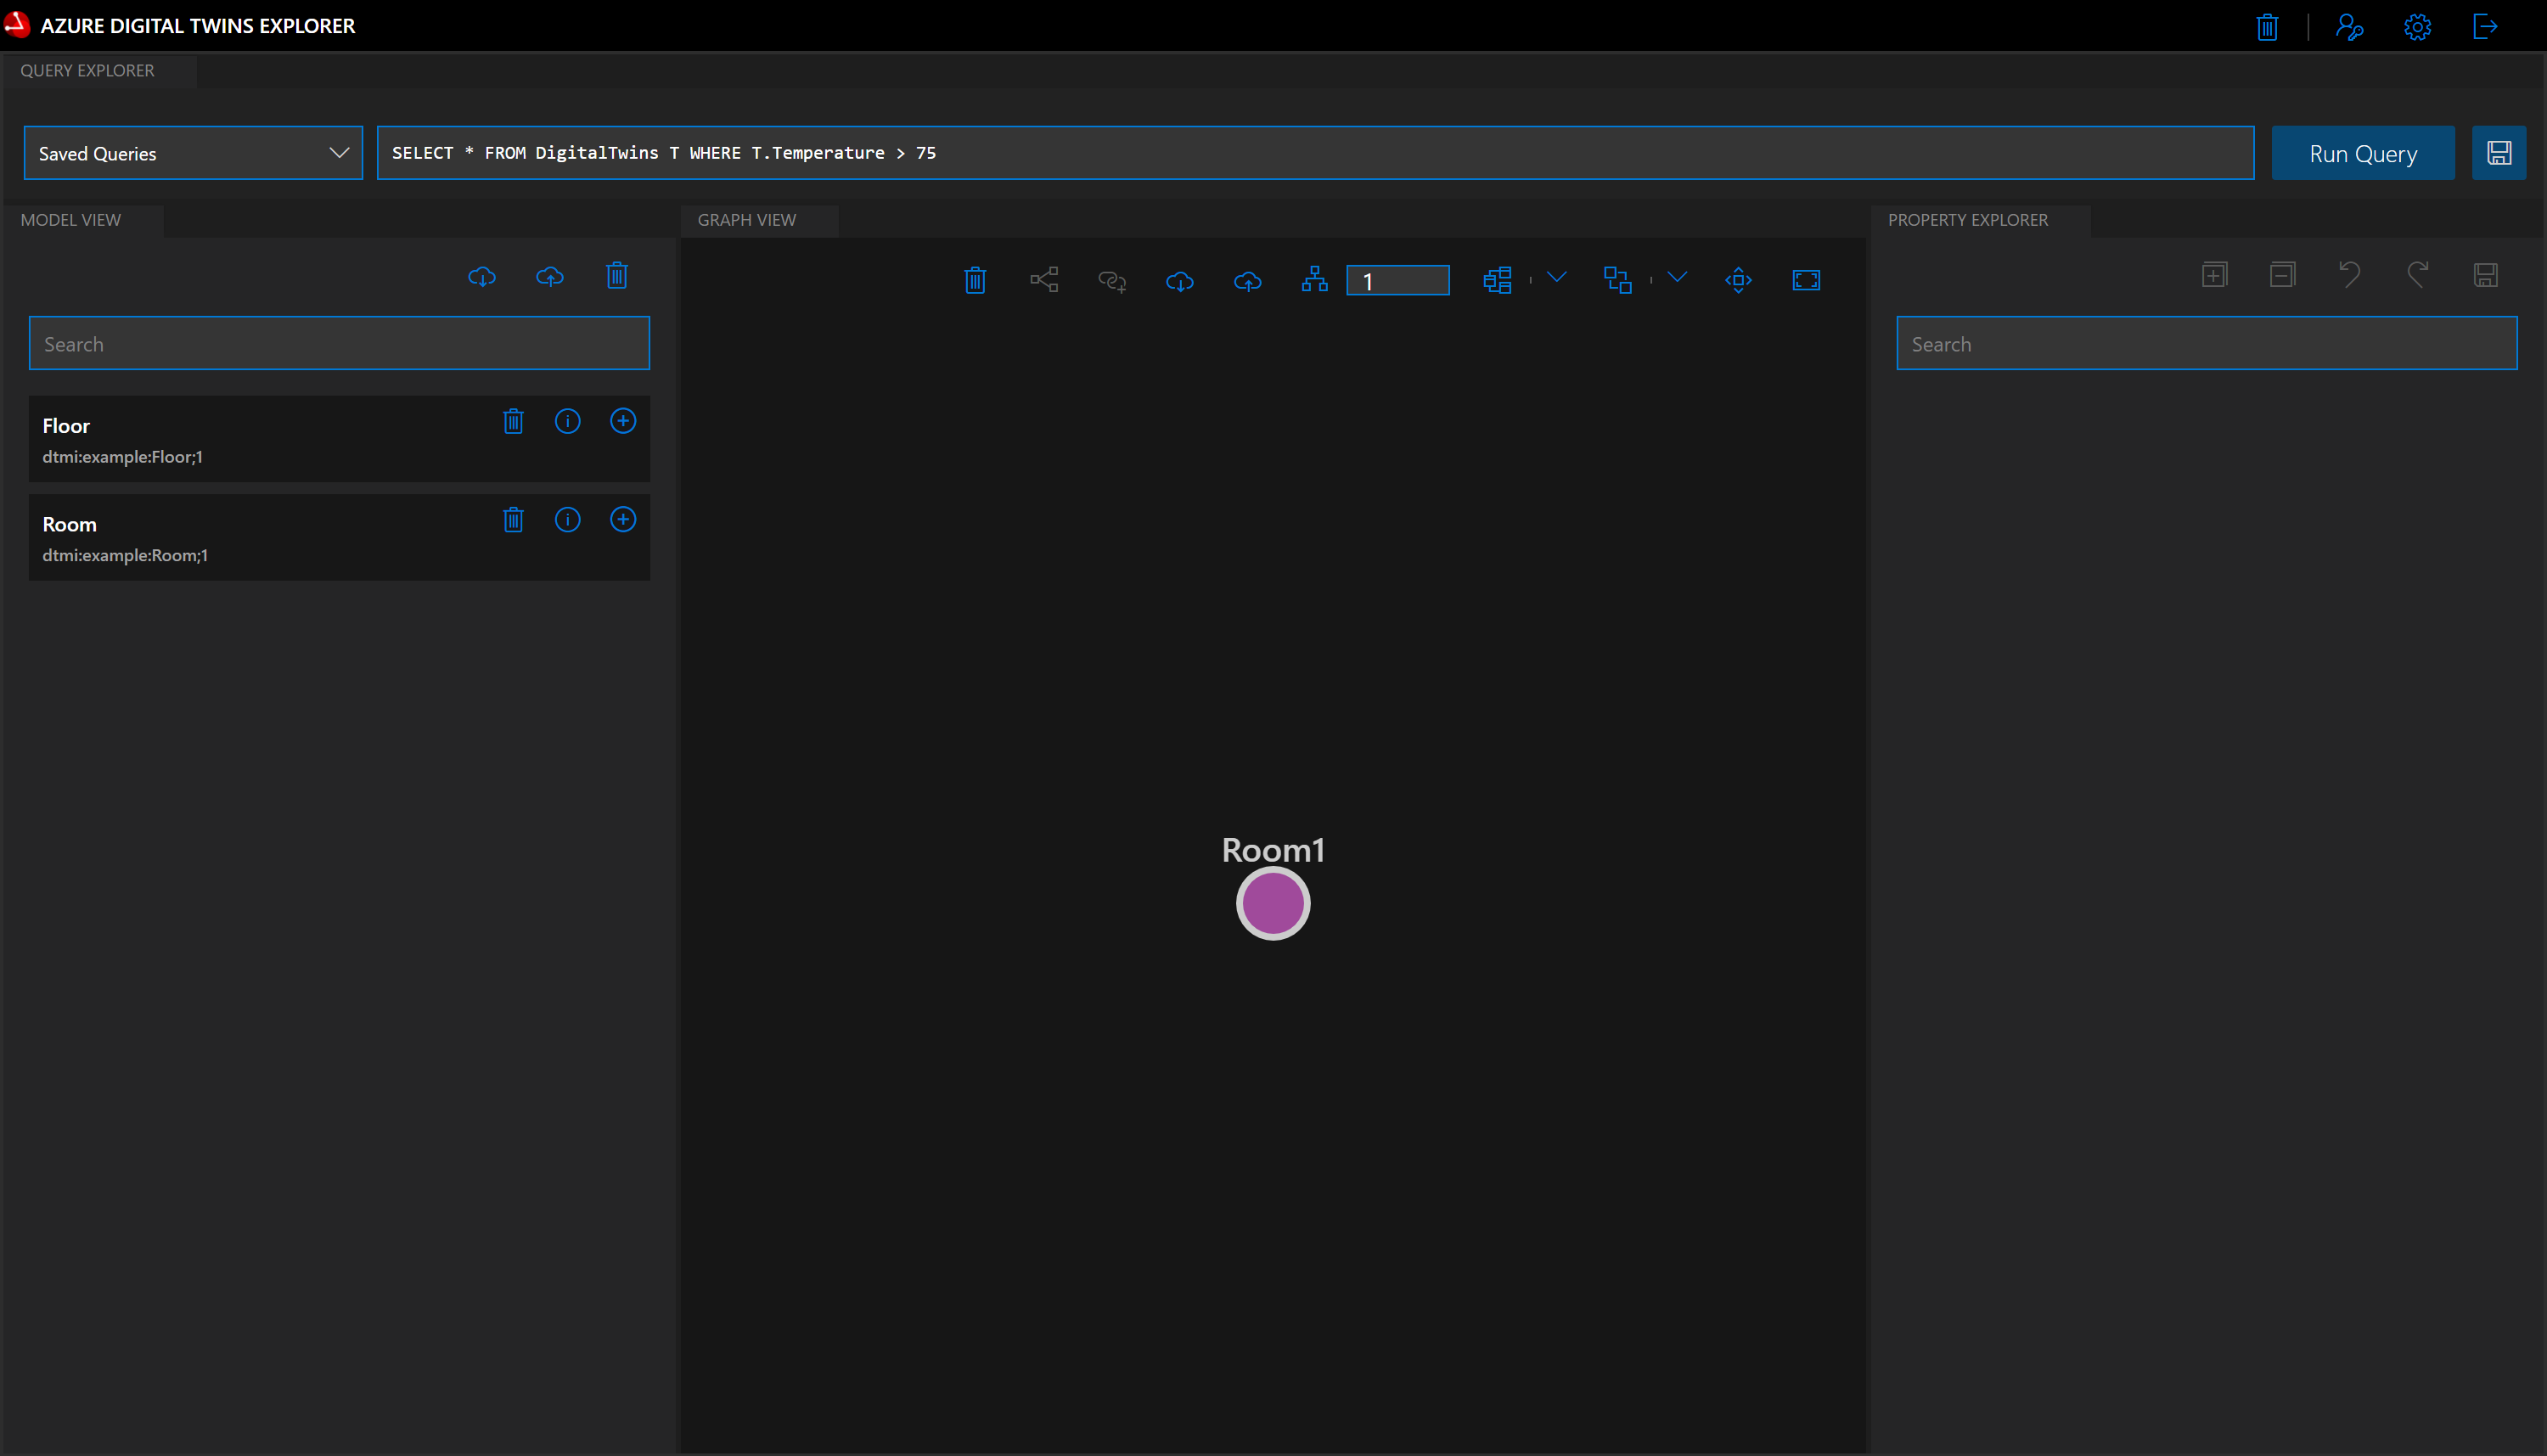 AZURE DIGITAL TWINS EXPLORER
QUERY EXPLORER
Saved Queries
SELECT * FROM DigitalTwins T WHERE T.Temperature > 75
Run Query
MODEL VIEW
GRAPH VIEW
PROPERTY EXPLORER
1
Search
Search
Floor
dtmi:example:Floor;1
Room
dtmi:example:Room;1
Room1